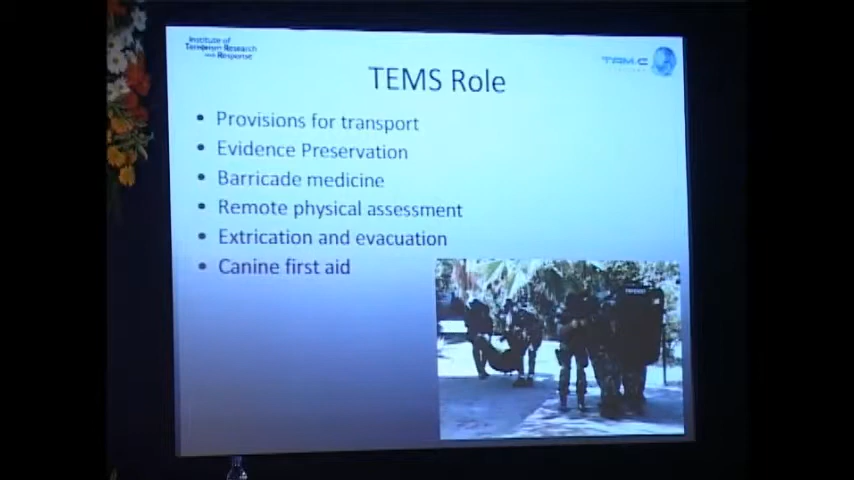 Institute of
Terrorism Research
and Response
TEMS Role
• Provisions for transport
• Evidence Preservation
• Barricade medicine
• Remote physical assessment
• Extrication and evacuation
• Canine first aid